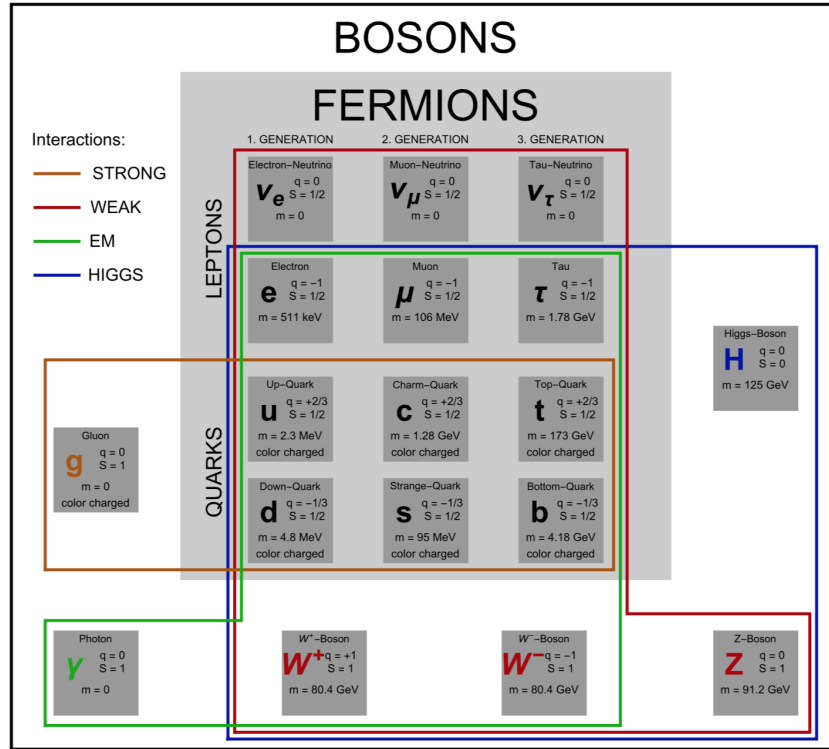 BOSONS
FERMIONS
1. GENERATION 2. GENERATION 3. GENERATION
Interactions:
STRONG
WEAK
EM
HIGGS
LEPTONS
QUARKS
Electron−Neutrino
νe q = 0
S = 1/2
m = 0
Muon−Neutrino
νμ q = 0
S = 1/2
m = 0
Tau−Neutrino
ντ q = 0
S = 1/2
m = 0
Electron
e q = −1
S = 1/2
m = 511 keV
Muon
μ q = −1
S = 1/2
m = 106 MeV
Tau
τ q = −1
S = 1/2
m = 1.78 GeV
Higgs−Boson
H q = 0
S = 0
m = 125 GeV
Up−Quark
u q = +2/3
S = 1/2
m = 2.3 MeV
color charged
Charm−Quark
c q = +2/3
S = 1/2
m = 1.28 GeV
color charged
Top−Quark
t q = +2/3
S = 1/2
m = 173 GeV
color charged
Gluon
g q = 0
S = 1
m = 0
color charged
Down−Quark
d q = −1/3
S = 1/2
m = 4.8 MeV
color charged
Strange−Quark
s q = −1/3
S = 1/2
m = 95 MeV
color charged
Bottom−Quark
b q = −1/3
S = 1/2
m = 4.18 GeV
color charged
Photon
γ q = 0
S = 1
m = 0
W⁺−Boson
W⁺ q = +1
S = 1
m = 80.4 GeV
W⁻−Boson
W⁻ q = −1
S = 1
m = 80.4 GeV
Z−Boson
Z q = 0
S = 1
m = 91.2 GeV